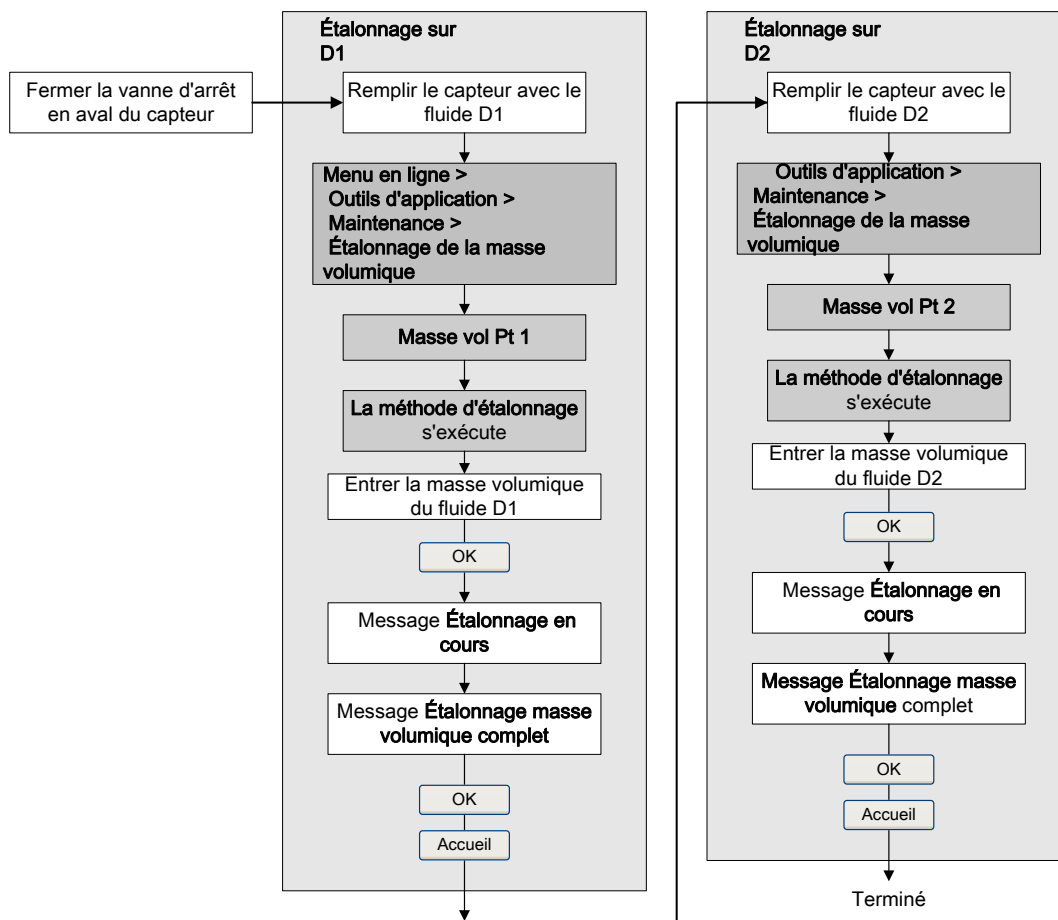 Fermer la vanne d'arrêt
en aval du capteur
Étalonnage sur
D1
Remplir le capteur avec le
fluide D1
Menu en ligne >
Outils d'application >
Maintenance >
Étalonnage de la masse
volumique
Masse vol Pt 1
La méthode d'étalonnage
s'exécute
Entrer la masse volumique
du fluide D1
OK
Message Étalonnage en
cours
Message Étalonnage masse
volumique complet
OK
Accueil
Étalonnage sur
D2
Remplir le capteur avec le
fluide D2
Outils d'application >
Maintenance >
Étalonnage de la masse
volumique
Masse vol Pt 2
La méthode d'étalonnage
s'exécute
Entrer la masse volumique
du fluide D2
OK
Message Étalonnage en
cours
Message Étalonnage masse
volumique complet
OK
Accueil
Terminé